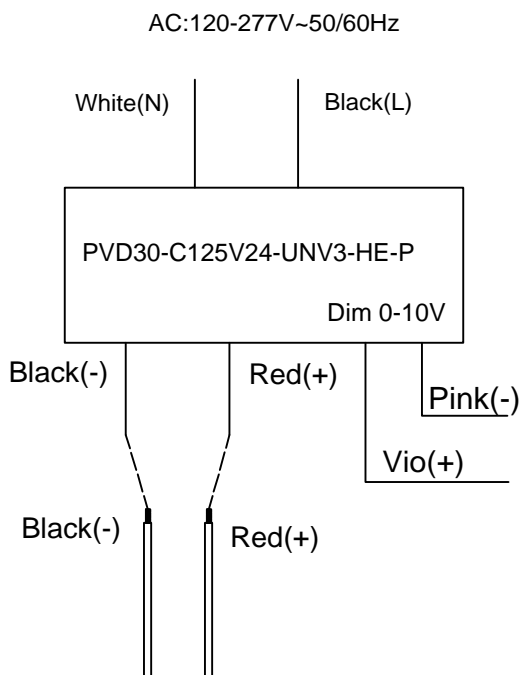 AC:120-277V~50/60Hz
White(N)
Black(L)
PVD30-C125V24-UNV3-HE-P
Dim 0-10V
Black(-)
Red(+)
Pink(-)
Vio(+)
Black(-)
Red(+)